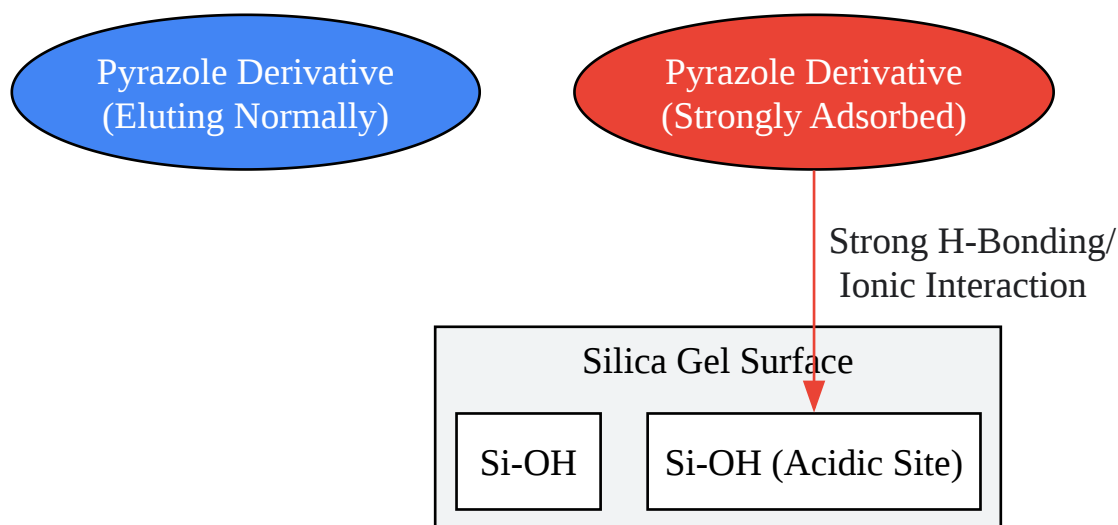 Pyrazole Derivative
(Eluting Normally)
Pyrazole Derivative
(Strongly Adsorbed)
Strong H-Bonding/
Ionic Interaction
Silica Gel Surface
Si-OH
Si-OH (Acidic Site)